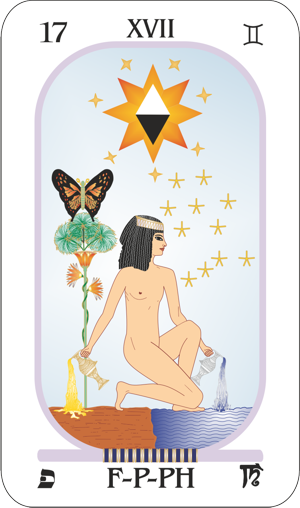 17 XVII ♊
פ F-P-PH